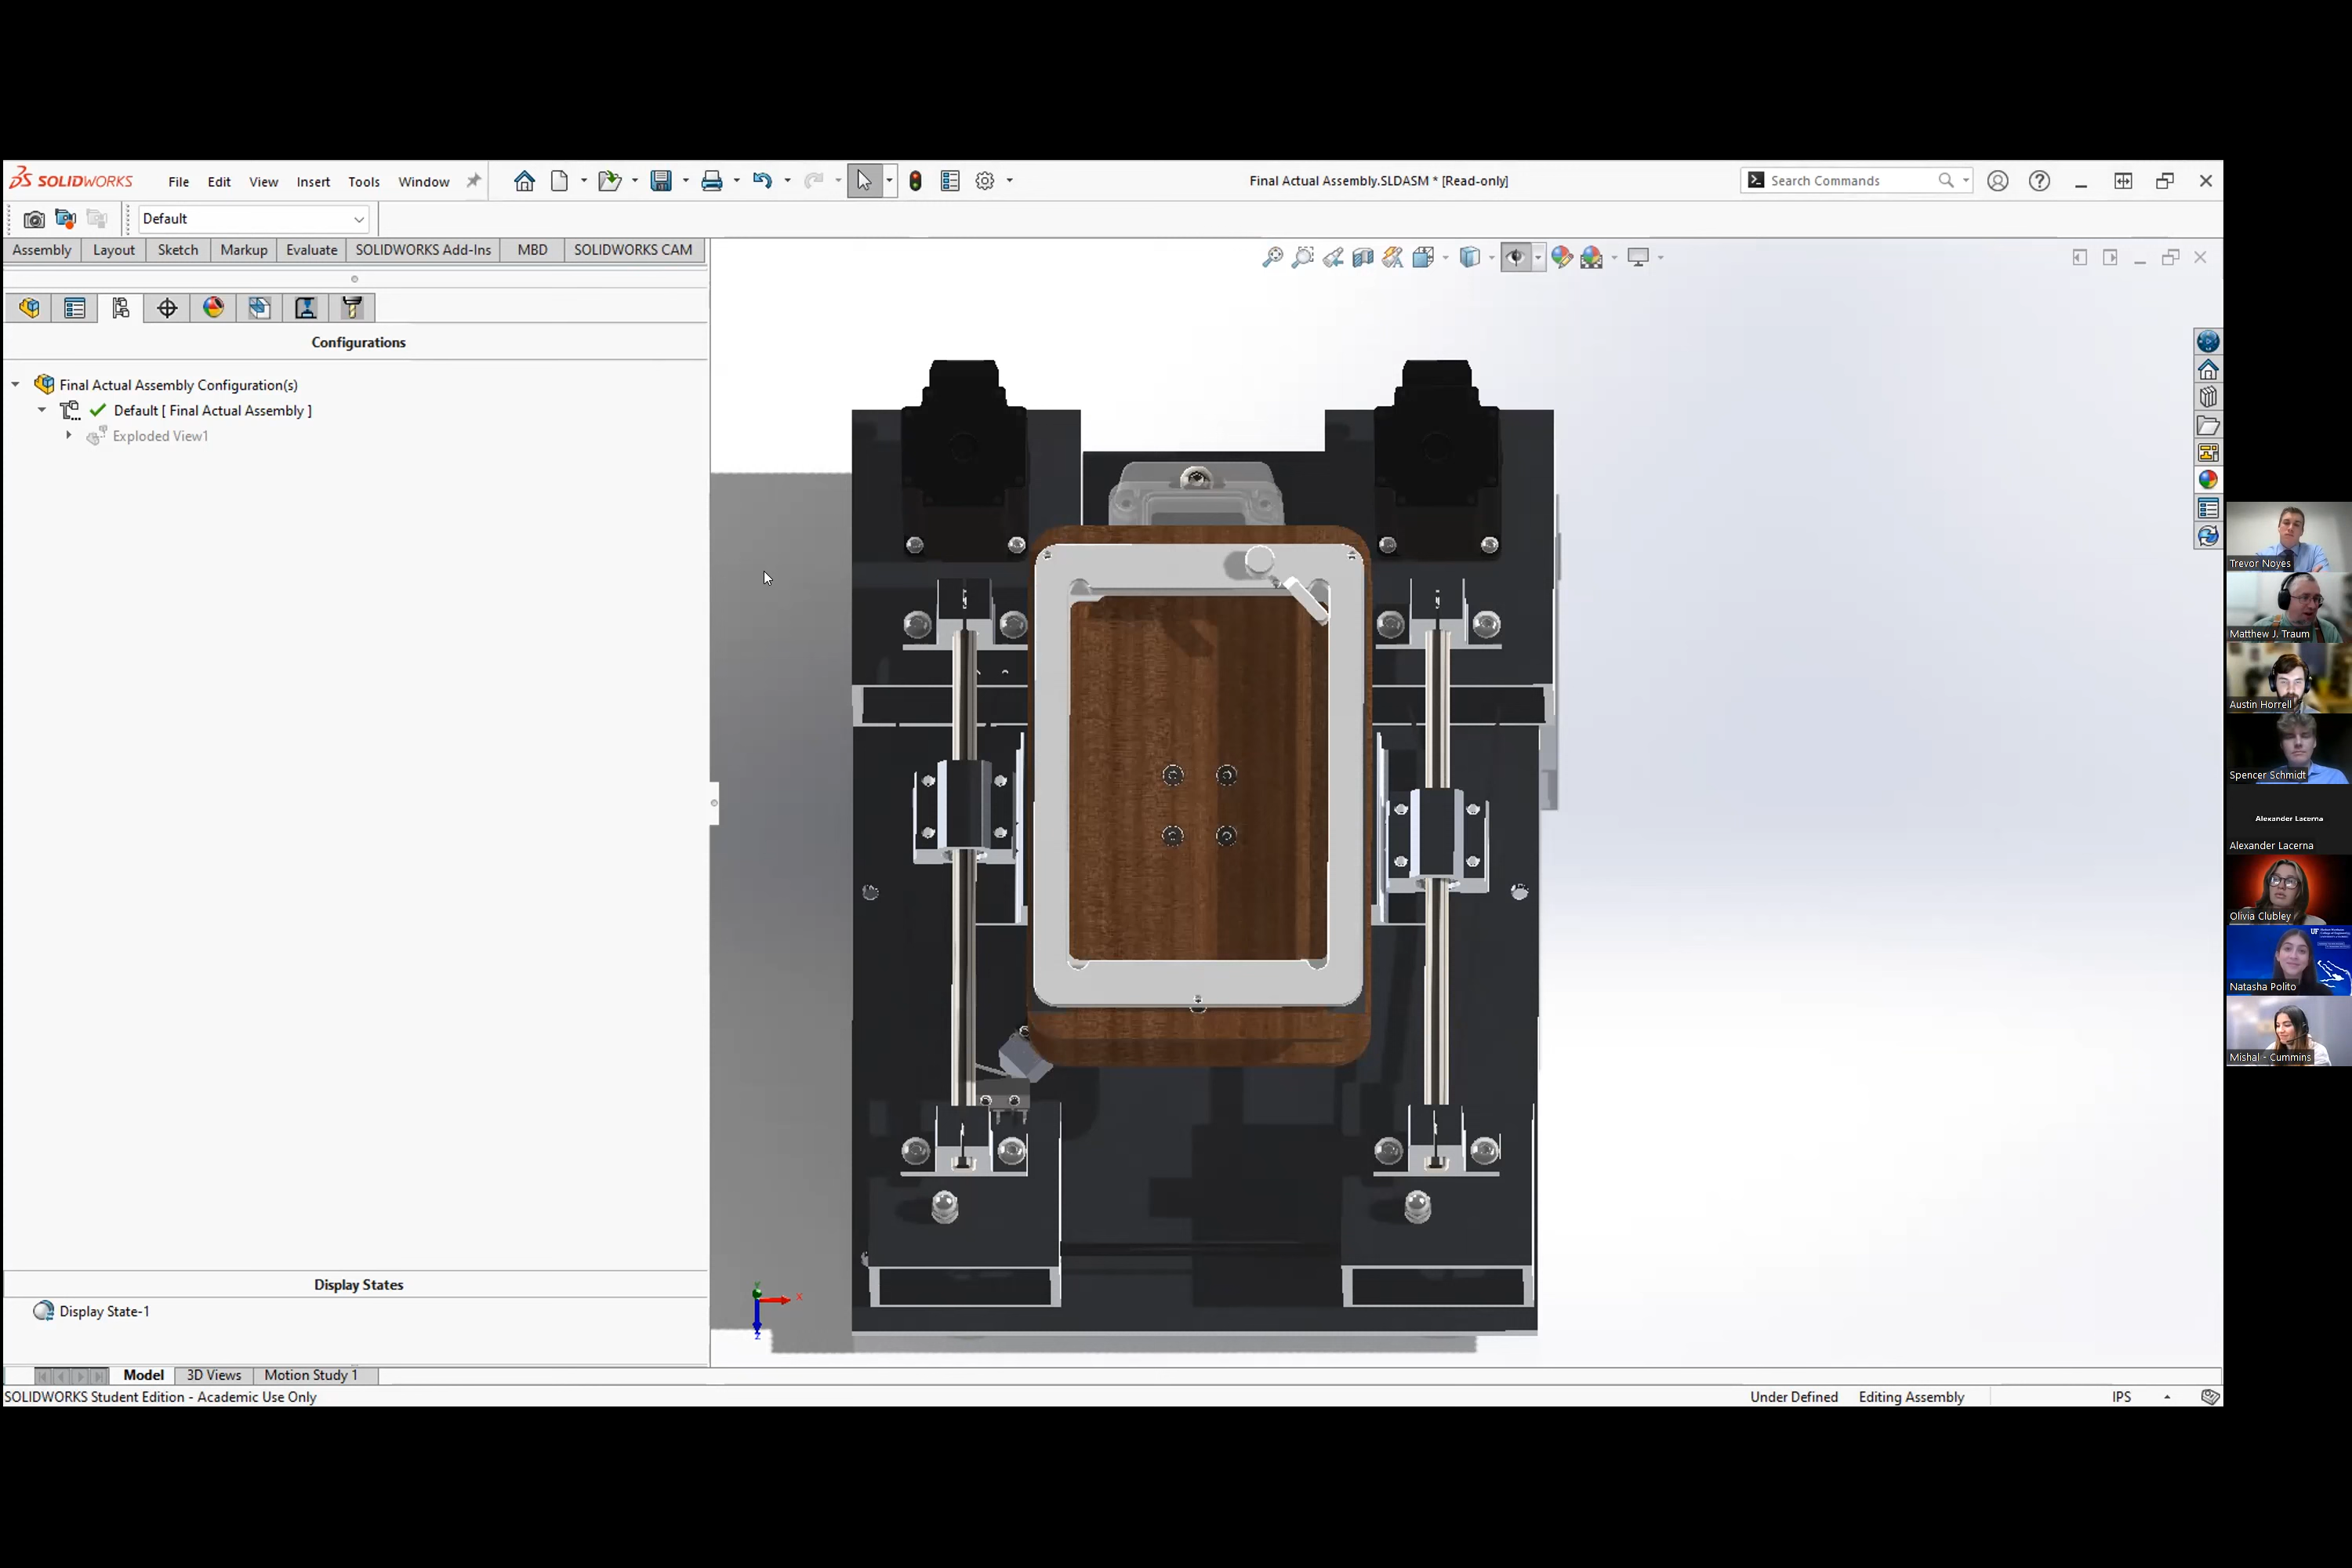 SOLIDWORKS File Edit View Insert Tools Window Final Actual Assembly.SLDASM * [Read-only] Search Commands
Default
Assembly Layout Sketch Markup Evaluate SOLIDWORKS Add-Ins MBD SOLIDWORKS CAM
Configurations
Final Actual Assembly Configuration(s)
Default [ Final Actual Assembly ]
Exploded View1
Trevor Noyes
Matthew J. Traum
Austin Horrell
Spencer Schmidt
Alexander Lacerna
Alexander Lacerna
Olivia Clubley
UF
Natasha Polito
Mishal - Cummins
Display States
Display State-1
Y
X
Z
Model 3D Views Motion Study 1
SOLIDWORKS Student Edition - Academic Use Only Under Defined Editing Assembly IPS